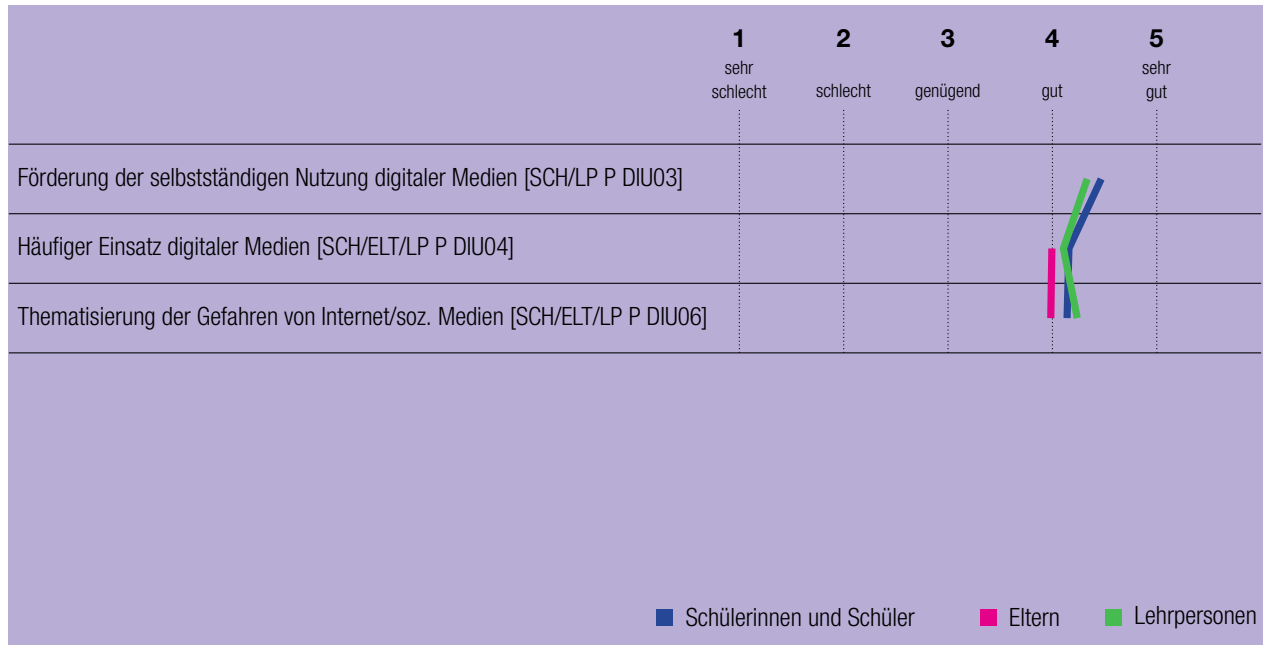 1 2 3 4 5
sehr schlecht schlecht genügend gut sehr gut
Förderung der selbstständigen Nutzung digitaler Medien [SCH/LP P DIU03]
Häufiger Einsatz digitaler Medien [SCH/ELT/LP P DIU04]
Thematisierung der Gefahren von Internet/soz. Medien [SCH/ELT/LP P DIU06]
Schülerinnen und Schüler Eltern Lehrpersonen